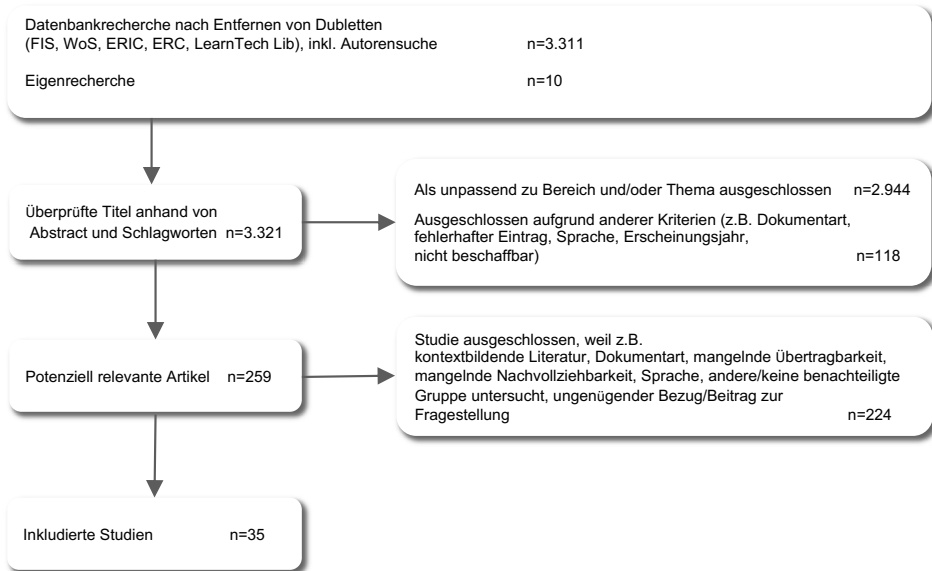 Datenbankrecherche nach Entfernen von Dubletten
(FIS, WoS, ERIC, ERC, LearnTech Lib), inkl. Autorensuche n=3.311
Eigenrecherche n=10
Überprüfte Titel anhand von
Abstract und Schlagworten n=3.321
Als unpassend zu Bereich und/oder Thema ausgeschlossen n=2.944
Ausgeschlossen aufgrund anderer Kriterien (z.B. Dokumentart,
fehlerhafter Eintrag, Sprache, Erscheinungsjahr,
nicht beschaffbar) n=118
Potenziell relevante Artikel n=259
Studie ausgeschlossen, weil z.B.
kontextbildende Literatur, Dokumentart, mangelnde Übertragbarkeit,
mangelnde Nachvollziehbarkeit, Sprache, andere/keine benachteiligte
Gruppe untersucht, ungenügender Bezug/Beitrag zur
Fragestellung n=224
Inkludierte Studien n=35